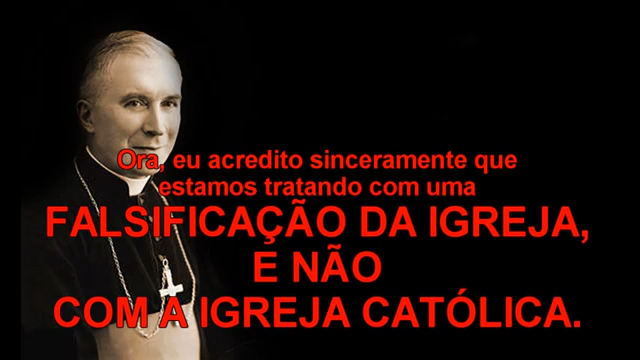 Ora, eu acredito sinceramente que
estamos tratando com uma
FALSIFICAÇÃO DA IGREJA,
E NÃO
COM A IGREJA CATÓLICA.